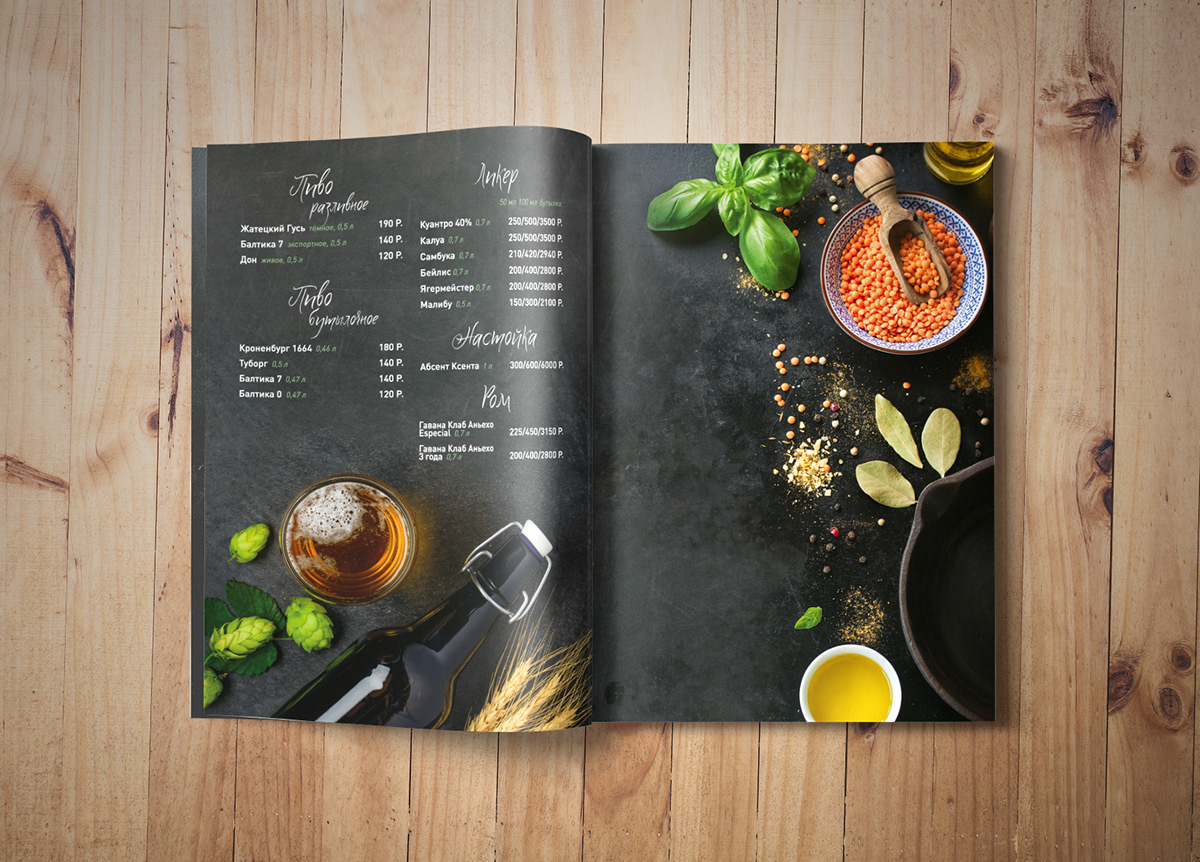 Пиво
разливное
Жатецкий Гусь темное, 0,5 л 190 Р.
Балтика 7 экспортное, 0,5 л 140 Р.
Дон живое, 0,5 л 120 Р.
Пиво
бутылочное
Кроненбург 1664 0,46 л 180 Р.
Туборг 0,5 л 140 Р.
Балтика 7 0,47 л 140 Р.
Балтика 0 0,47 л 120 Р.
Ликер
50 мл 100 мл бутылка
Куантро 40% 0,7 л 250/500/3500 Р.
Калуа 0,7 л 250/500/3500 Р.
Самбука 0,7 л 210/420/2940 Р.
Бейлис 0,7 л 200/400/2800 Р.
Ягермейстер 0,7 л 200/400/2800 Р.
Малибу 0,5 л 150/300/2100 Р.
Настойка
Абсент Ксента 1 л 300/600/6000 Р.
Ром
Гавана Клаб Аньехо
Especial 0,7 л 225/450/3150 Р.
Гавана Клаб Аньехо
3 года 0,7 л 200/400/2800 Р.